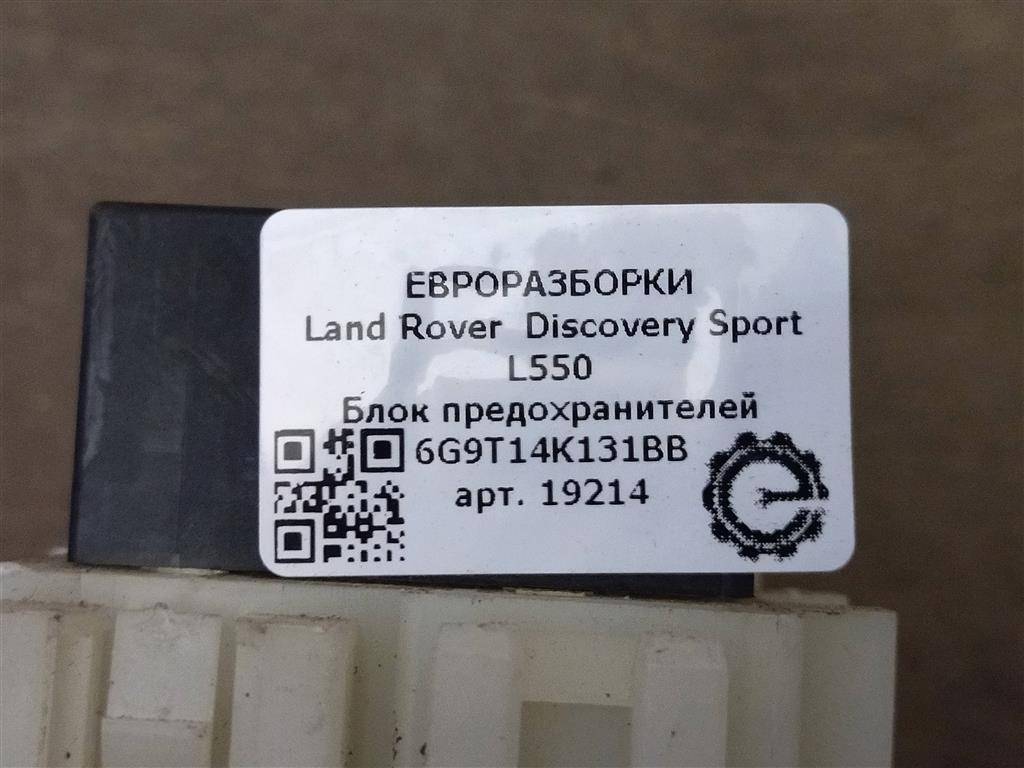 ЕВРОРАЗБОРКИ
Land Rover Discovery Sport
L550
Блок предохранителей
6G9T14K131BB
арт. 19214